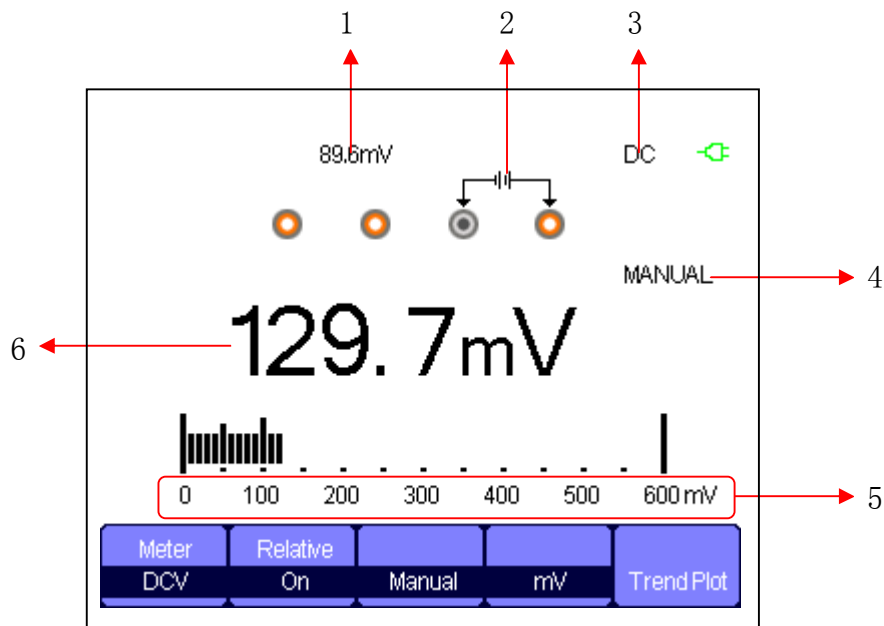 1 2 3
89.6mV DC
MANUAL 4
6 129.7mV
0 100 200 300 400 500 600mV 5
Meter Relative
DCV On Manual mV Trend Plot